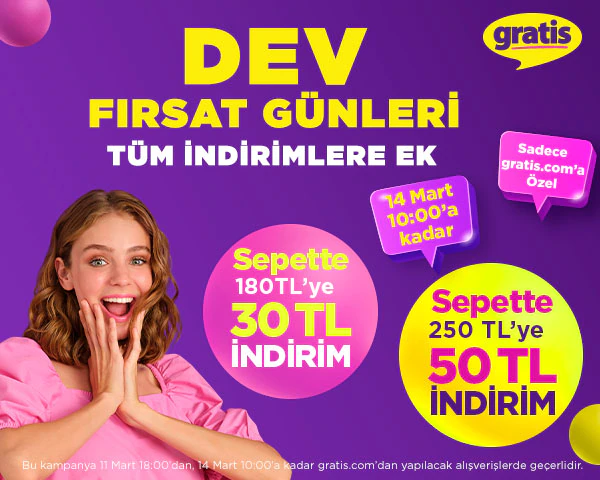 gratis
DEV
FIRSAT GÜNLERİ
TÜM İNDİRİMLERE EK
Sadece
gratis.com'a
Özel
14 Mart
10:00'a
kadar
Sepette
180TL'ye
30 TL
İNDİRİM
Sepette
250 TL'ye
50 TL
İNDİRİM
Bu kampanya 11 Mart 18:00'dan, 14 Mart 10:00'a kadar gratis.com'dan yapılacak alışverişlerde geçerlidir.